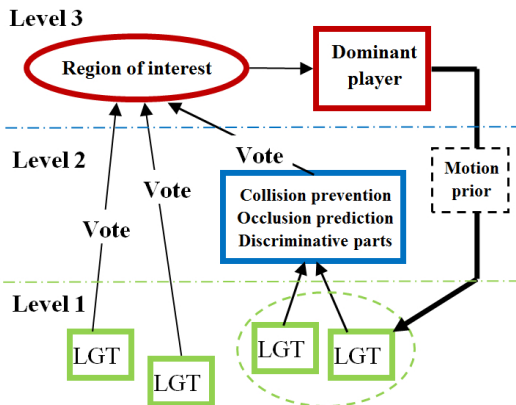 Level 3
Region of interest
Dominant
player
Level 2
Vote
Vote
Vote
Collision prevention
Occlusion prediction
Discriminative parts
Motion
prior
Level 1
LGT
LGT
LGT
LGT